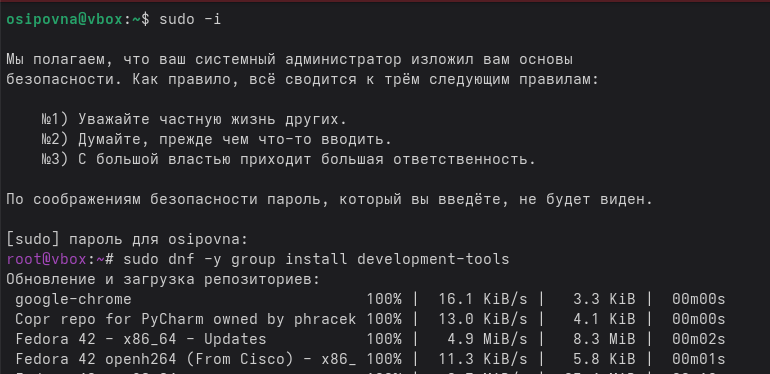 osipovna@vbox:~$ sudo -i
Мы полагаем, что ваш системный администратор изложил вам основы
безопасности. Как правило, всё сводится к трём следующим правилам:
№1) Уважайте частную жизнь других.
№2) Думайте, прежде чем что-то вводить.
№3) С большой властью приходит большая ответственность.
По соображениям безопасности пароль, который вы введёте, не будет виден.
[sudo] пароль для osipovna:
root@vbox:~# sudo dnf -y group install development-tools
Обновление и загрузка репозиториев:
google-chrome 100% | 16.1 KiB/s | 3.3 KiB | 00m00s
Copr repo for PyCharm owned by phracek 100% | 13.0 KiB/s | 4.1 KiB | 00m00s
Fedora 42 - x86_64 - Updates 100% | 4.9 MiB/s | 8.3 MiB | 00m02s
Fedora 42 openh264 (From Cisco) - x86_ 100% | 11.3 KiB/s | 5.8 KiB | 00m01s